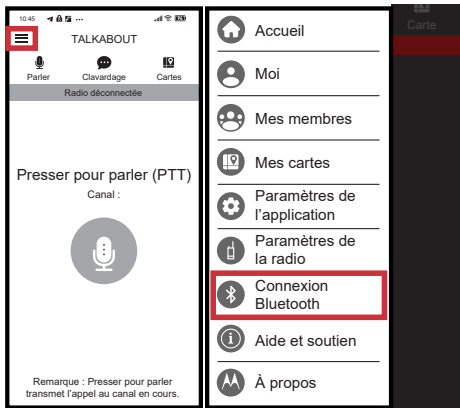 10:45
TALKABOUT
Parler
Clavardage
Cartes
Radio déconnectée
Presser pour parler (PTT)
Canal :
Remarque : Presser pour parler
transmet l'appel au canal en cours.
Accueil
Moi
Mes membres
Mes cartes
Paramètres de
l'application
Paramètres de
la radio
Connexion
Bluetooth
Aide et soutien
À propos
Carte